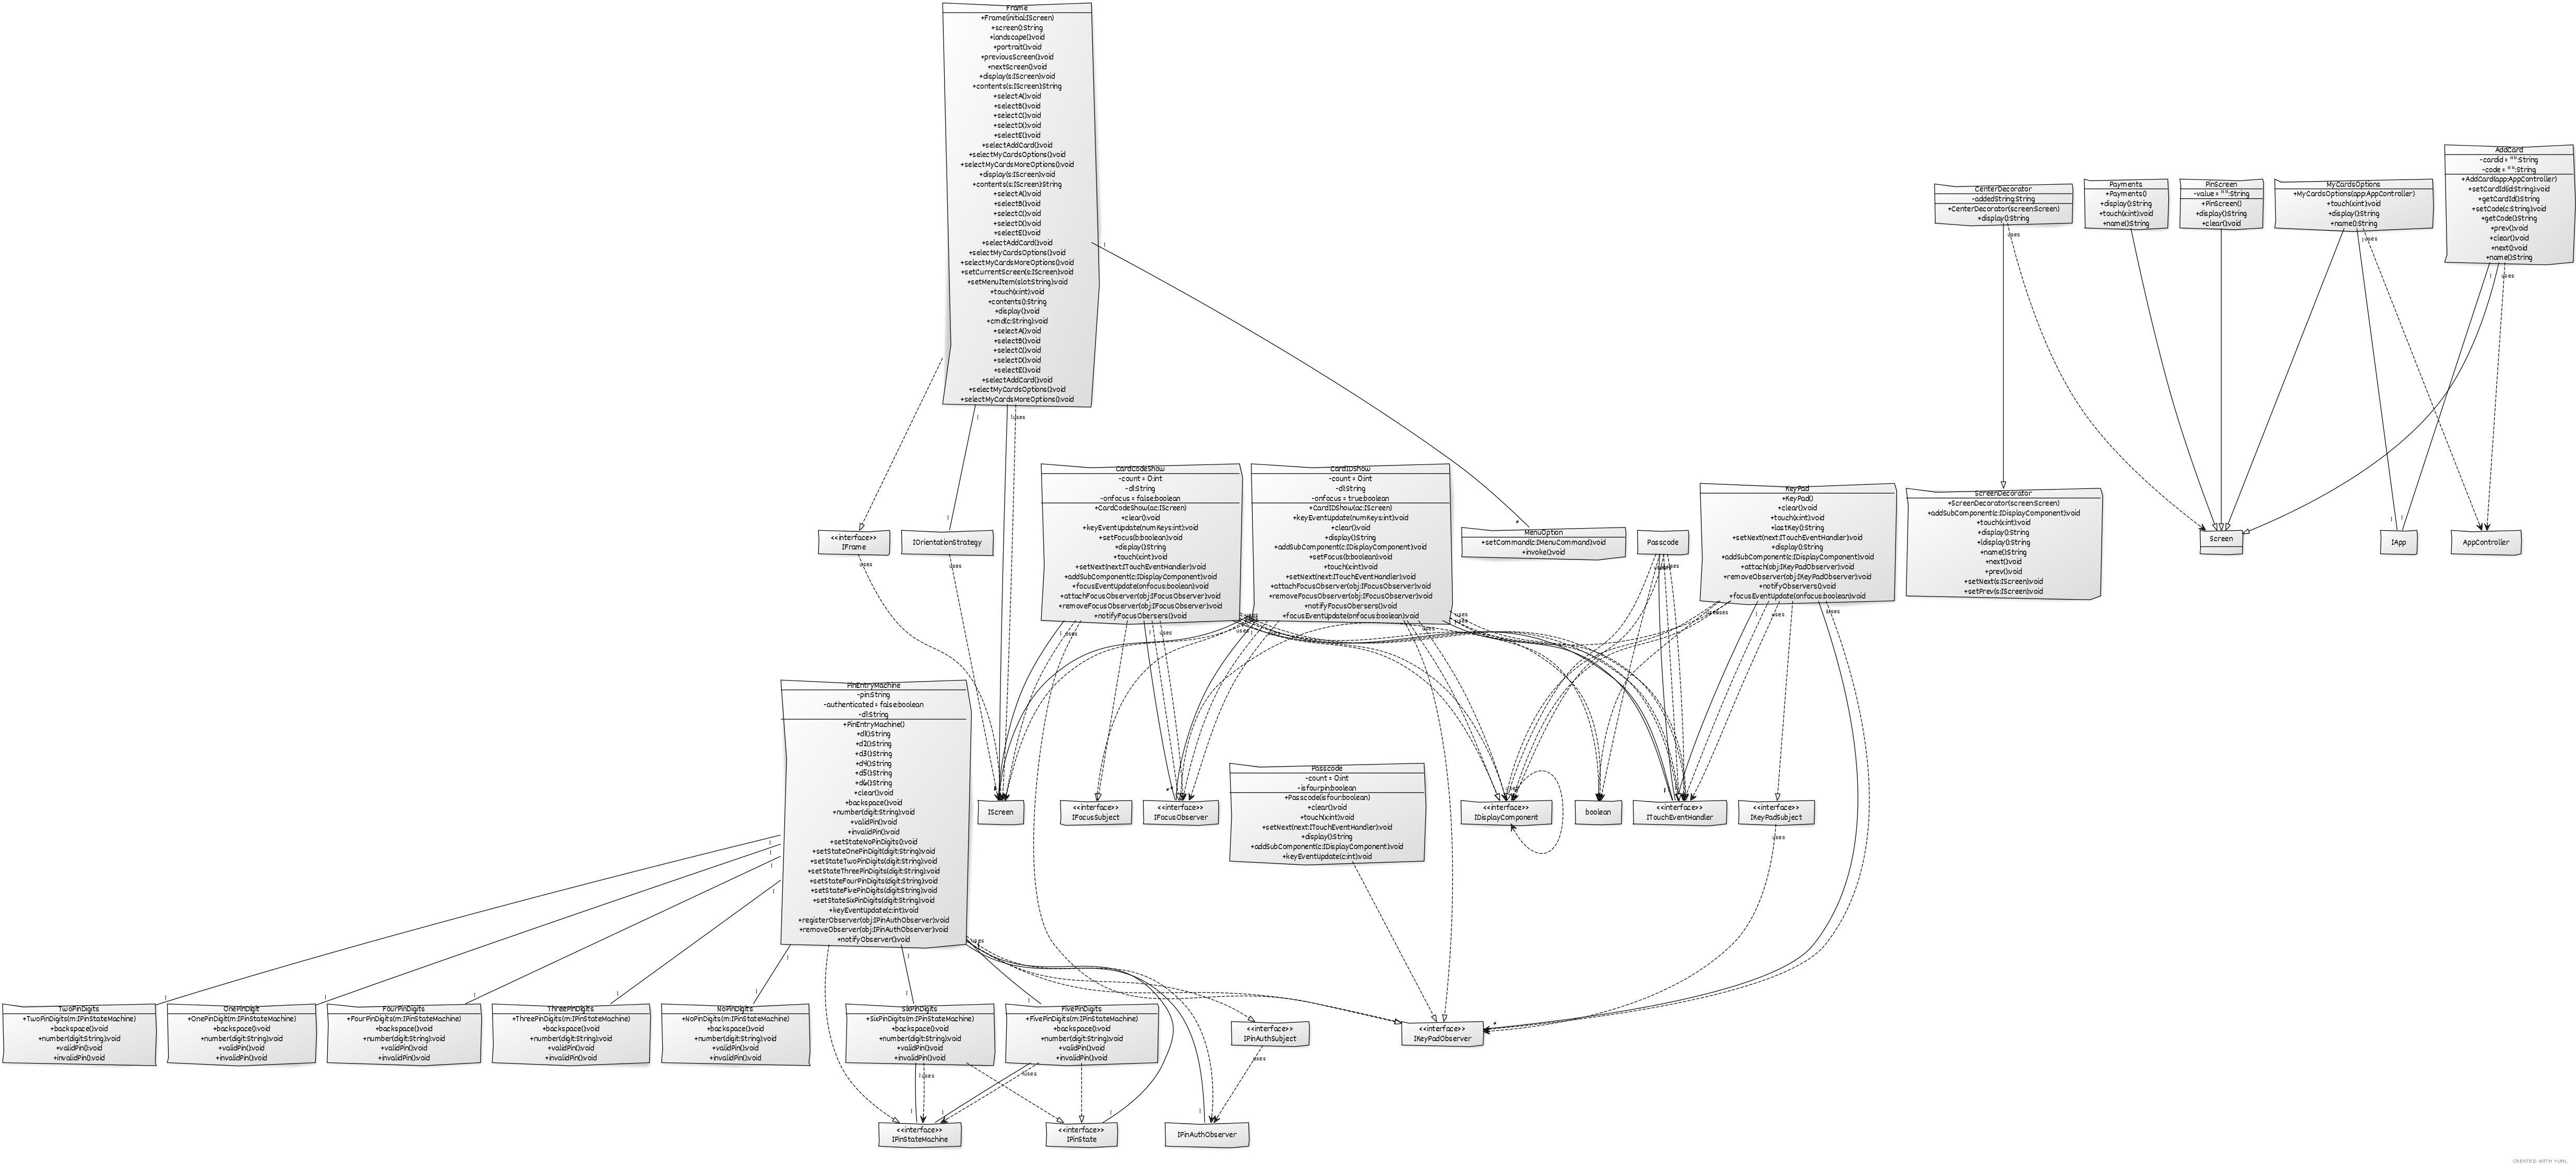 Frame
+Frame(initial:IScreen)
+screen():String
+landscape():void
+portrait():void
+previousScreen():void
+nextScreen():void
+display(s:IScreen):void
+contents(s:IScreen):String
+selectA():void
+selectB():void
+selectC():void
+selectD():void
+selectE():void
+selectAddCard():void
+selectMyCardsOptions():void
+selectMyCardsMoreOptions():void
+display(s:IScreen):void
+contents(s:IScreen):String
+selectA():void
+selectB():void
+selectC():void
+selectD():void
+selectE():void
+selectAddCard():void
+selectMyCardsOptions():void
+selectMyCardsMoreOptions():void
+setCurrentScreen(s:IScreen):void
+setMenuItem(slot:String):void
+touch(x:int):void
+contents():String
+display():void
+cmd(c:String):void
+selectA():void
+selectB():void
+selectC():void
+selectD():void
+selectE():void
+selectAddCard():void
+selectMyCardsOptions():void
+selectMyCardsMoreOptions():void
CenterDecorator
-addedString:String
+CenterDecorator(screen:Screen)
+display():String
Payments
+Payments()
+display():String
+touch(x:int):void
+name():String
PinScreen
-value = "":String
+PinScreen()
+display():String
+clear():void
MyCardsOptions
+MyCardsOptions(app:AppController)
+touch(x:int):void
+display():String
+name():String
AddCard
-cardid = "":String
-code = "":String
+AddCard(app:AppController)
+setCardId(id:String):void
+getCardId():String
+setCode(c:String):void
+getCode():String
+prev():void
+clear():void
+next():void
+name():String
<<interface>>
IFrame
IOrientationStrategy
CardCodeShow
-count = 0:int
-d1:String
-onfocus = false:boolean
+CardCodeShow(ac:IScreen)
+clear():void
+keyEventUpdate(numKeys:int):void
+setFocus(b:boolean):void
+display():String
+touch(x:int):void
+setNext(next:ITouchEventHandler):void
+addSubComponent(c:IDisplayComponent):void
+focusEventUpdate(onfocus:boolean):void
+attachFocusObserver(obj:IFocusObserver):void
+removeFocusObserver(obj:IFocusObserver):void
+notifyFocusObersers():void
CardIDShow
-count = 0:int
-d1:String
-onfocus = true:boolean
+CardIDShow(ac:IScreen)
+keyEventUpdate(numKeys:int):void
+clear():void
+display():String
+addSubComponent(c:IDisplayComponent):void
+setFocus(b:boolean):void
+touch(x:int):void
+setNext(next:ITouchEventHandler):void
+attachFocusObserver(obj:IFocusObserver):void
+removeFocusObserver(obj:IFocusObserver):void
+notifyFocusObersers():void
+focusEventUpdate(onfocus:boolean):void
MenuOption
+setCommand(c:IMenuCommand):void
+invoke():void
Passcode
KeyPad
+KeyPad()
+clear():void
+touch(x:int):void
+lastKey():String
+setNext(next:ITouchEventHandler):void
+display():String
+addSubComponent(c:IDisplayComponent):void
+attach(obj:IKeyPadObserver):void
+removeObserver(obj:IKeyPadObserver):void
+notifyObservers():void
+focusEventUpdate(onfocus:boolean):void
ScreenDecorator
+ScreenDecorator(screen:Screen)
+addSubComponent(c:IDisplayComponent):void
+touch(x:int):void
+display():String
+ldisplay():String
+name():String
+next():void
+prev():void
+setNext(s:IScreen):void
+setPrev(s:IScreen):void
Screen
IApp
AppController
PinEntryMachine
-pin:String
-authenticated = false:boolean
-d1:String
+PinEntryMachine()
+d1():String
+d2():String
+d3():String
+d4():String
+d5():String
+d6():String
+clear():void
+backspace():void
+number(digit:String):void
+validPin():void
+invalidPin():void
+setStateNoPinDigits():void
+setStateOnePinDigit(digit:String):void
+setStateTwoPinDigits(digit:String):void
+setStateThreePinDigits(digit:String):void
+setStateFourPinDigits(digit:String):void
+setStateFivePinDigits(digit:String):void
+setStateSixPinDigits(digit:String):void
+keyEventUpdate(c:int):void
+registerObserver(obj:IPinAuthObserver):void
+removeObserver(obj:IPinAuthObserver):void
+notifyObserver():void
IScreen
<<interface>>
IFocusSubject
<<interface>>
IFocusObserver
Passcode
-count = 0:int
-isfourpin:boolean
+Passcode(isfour:boolean)
+clear():void
+touch(x:int):void
+setNext(next:ITouchEventHandler):void
+display():String
+addSubComponent(c:IDisplayComponent):void
+keyEventUpdate(c:int):void
<<interface>>
IDisplayComponent
boolean
<<interface>>
ITouchEventHandler
<<interface>>
IKeyPadSubject
TwoPinDigits
+TwoPinDigits(m:IPinStateMachine)
+backspace():void
+number(digit:String):void
+validPin():void
+invalidPin():void
OnePinDigit
+OnePinDigit(m:IPinStateMachine)
+backspace():void
+number(digit:String):void
+validPin():void
+invalidPin():void
FourPinDigits
+FourPinDigits(m:IPinStateMachine)
+backspace():void
+number(digit:String):void
+validPin():void
+invalidPin():void
ThreePinDigits
+ThreePinDigits(m:IPinStateMachine)
+backspace():void
+number(digit:String):void
+validPin():void
+invalidPin():void
NoPinDigits
+NoPinDigits(m:IPinStateMachine)
+backspace():void
+number(digit:String):void
+validPin():void
+invalidPin():void
SixPinDigits
+SixPinDigits(m:IPinStateMachine)
+backspace():void
+number(digit:String):void
+validPin():void
+invalidPin():void
FivePinDigits
+FivePinDigits(m:IPinStateMachine)
+backspace():void
+number(digit:String):void
+validPin():void
+invalidPin():void
<<interface>>
IPinAuthSubject
<<interface>>
IKeyPadObserver
<<interface>>
IPinStateMachine
<<interface>>
IPinState
IPinAuthObserver
CREATED WITH YUML